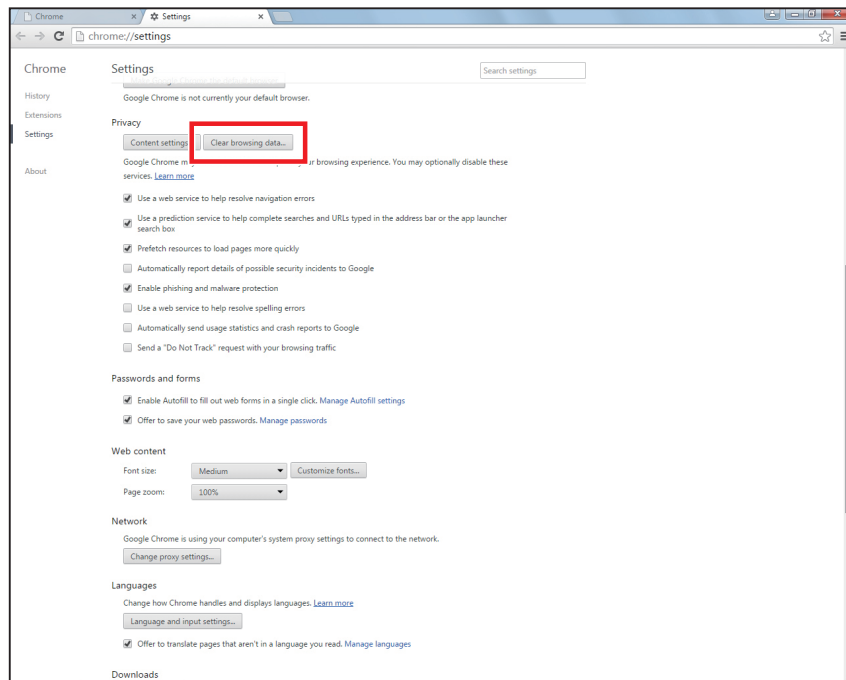 Chrome
Settings
chrome://settings
Chrome
Settings
Search settings
History
Extensions
Settings
About
Google Chrome is not currently your default browser.
Privacy
Content settings
Clear browsing data...
Google Chrome m ur browsing experience. You may optionally disable these
services. Learn more
Use a web service to help resolve navigation errors
Use a prediction service to help complete searches and URLs typed in the address bar or the app launcher
search box
Prefetch resources to load pages more quickly
Automatically report details of possible security incidents to Google
Enable phishing and malware protection
Use a web service to help resolve spelling errors
Automatically send usage statistics and crash reports to Google
Send a "Do Not Track" request with your browsing traffic
Passwords and forms
Enable Autofill to fill out web forms in a single click. Manage Autofill settings
Offer to save your web passwords. Manage passwords
Web content
Font size: Medium Customize fonts...
Page zoom: 100%
Network
Google Chrome is using your computer's system proxy settings to connect to the network.
Change proxy settings...
Languages
Change how Chrome handles and displays languages. Learn more
Language and input settings...
Offer to translate pages that aren't in a language you read. Manage languages
Downloads